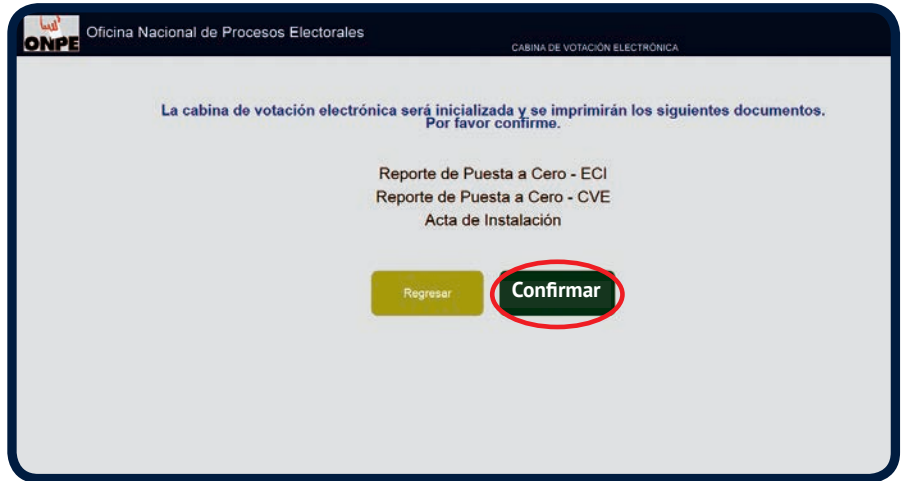 ONPE
Oficina Nacional de Procesos Electorales
CABINA DE VOTACIÓN ELECTRÓNICA
La cabina de votación electrónica será inicializada y se imprimirán los siguientes documentos.
Por favor confirme.
Reporte de Puesta a Cero - ECI
Reporte de Puesta a Cero - CVE
Acta de Instalación
Regresar
Confirmar